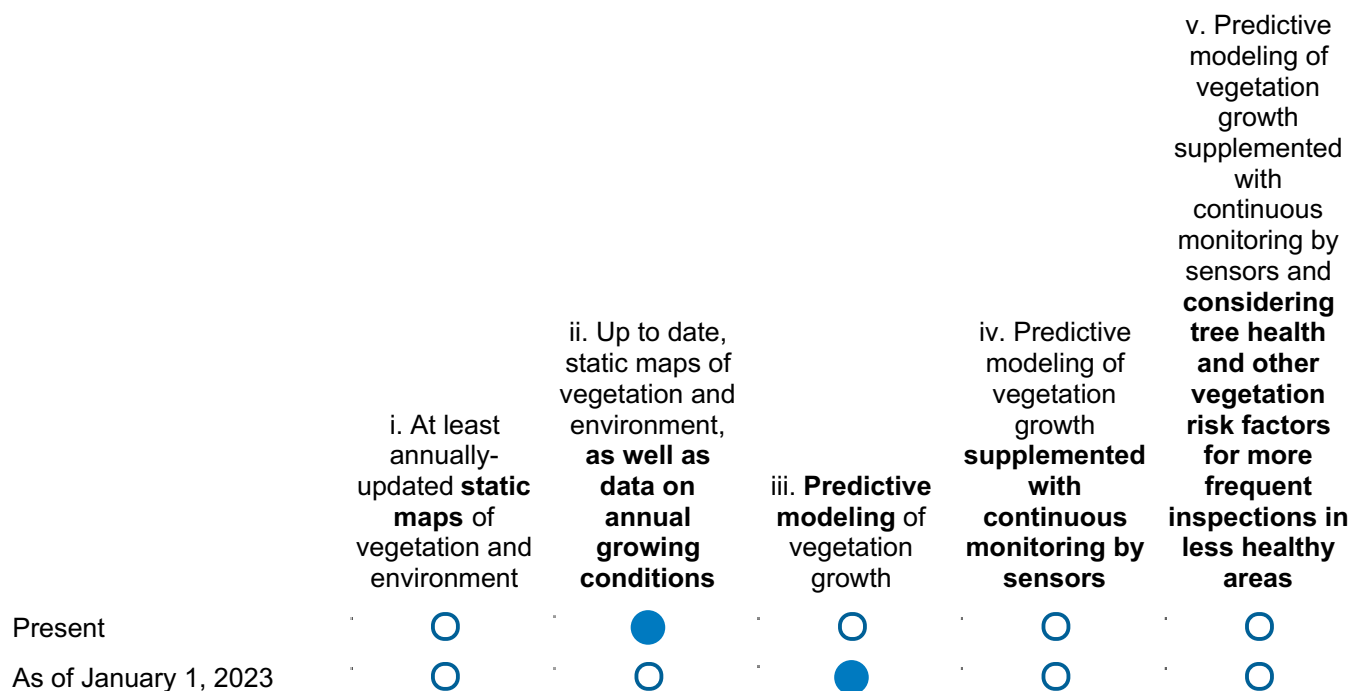 i. At least
annually-
updated static
maps of
vegetation and
environment
ii. Up to date,
static maps of
vegetation and
environment,
as well as
data on
annual
growing
conditions
iii. Predictive
modeling of
vegetation
growth
iv. Predictive
modeling of
vegetation
growth
supplemented
with
continuous
monitoring by
sensors
v. Predictive
modeling of
vegetation
growth
supplemented
with
continuous
monitoring by
sensors and
considering
tree health
and other
vegetation
risk factors
for more
frequent
inspections in
less healthy
areas
Present
As of January 1, 2023